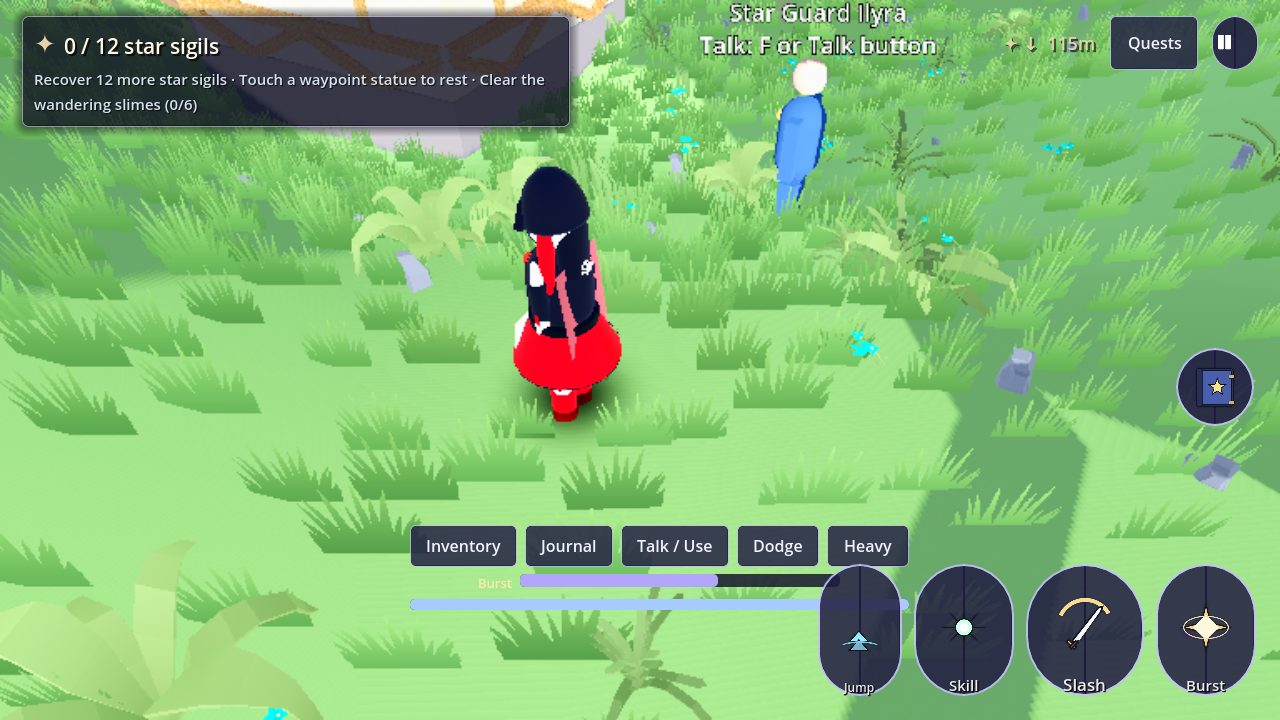 0 / 12 star sigils
Recover 12 more star sigils · Touch a waypoint statue to rest · Clear the
wandering slimes (0/6)
Star Guard Ilyra
Talk: F or Talk button
↓ 115m
Quests
Inventory
Journal
Talk / Use
Dodge
Heavy
Burst
Jump
Skill
Slash
Burst